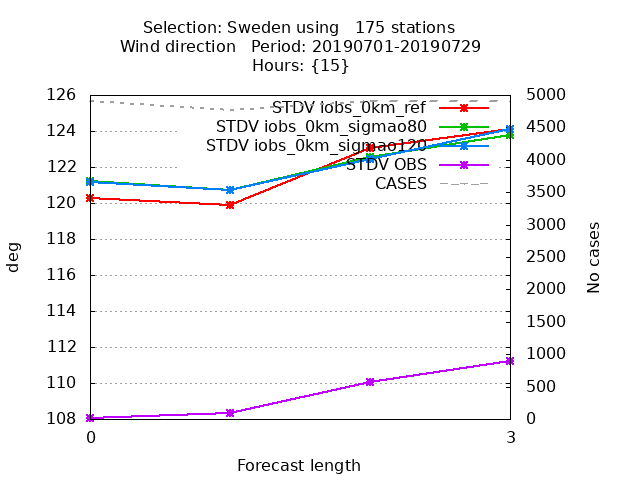 Selection: Sweden using   175 stations
Wind direction   Period: 20190701-20190729
Hours: {15}
STDV iobs_0km_ref
STDV iobs_0km_sigmao80
STDV iobs_0km_sigmao120
STDV OBS
CASES
deg
126
124
122
120
118
116
114
112
110
108
No cases
5000
4500
4000
3500
3000
2500
2000
1500
1000
500
0
0
3
Forecast length